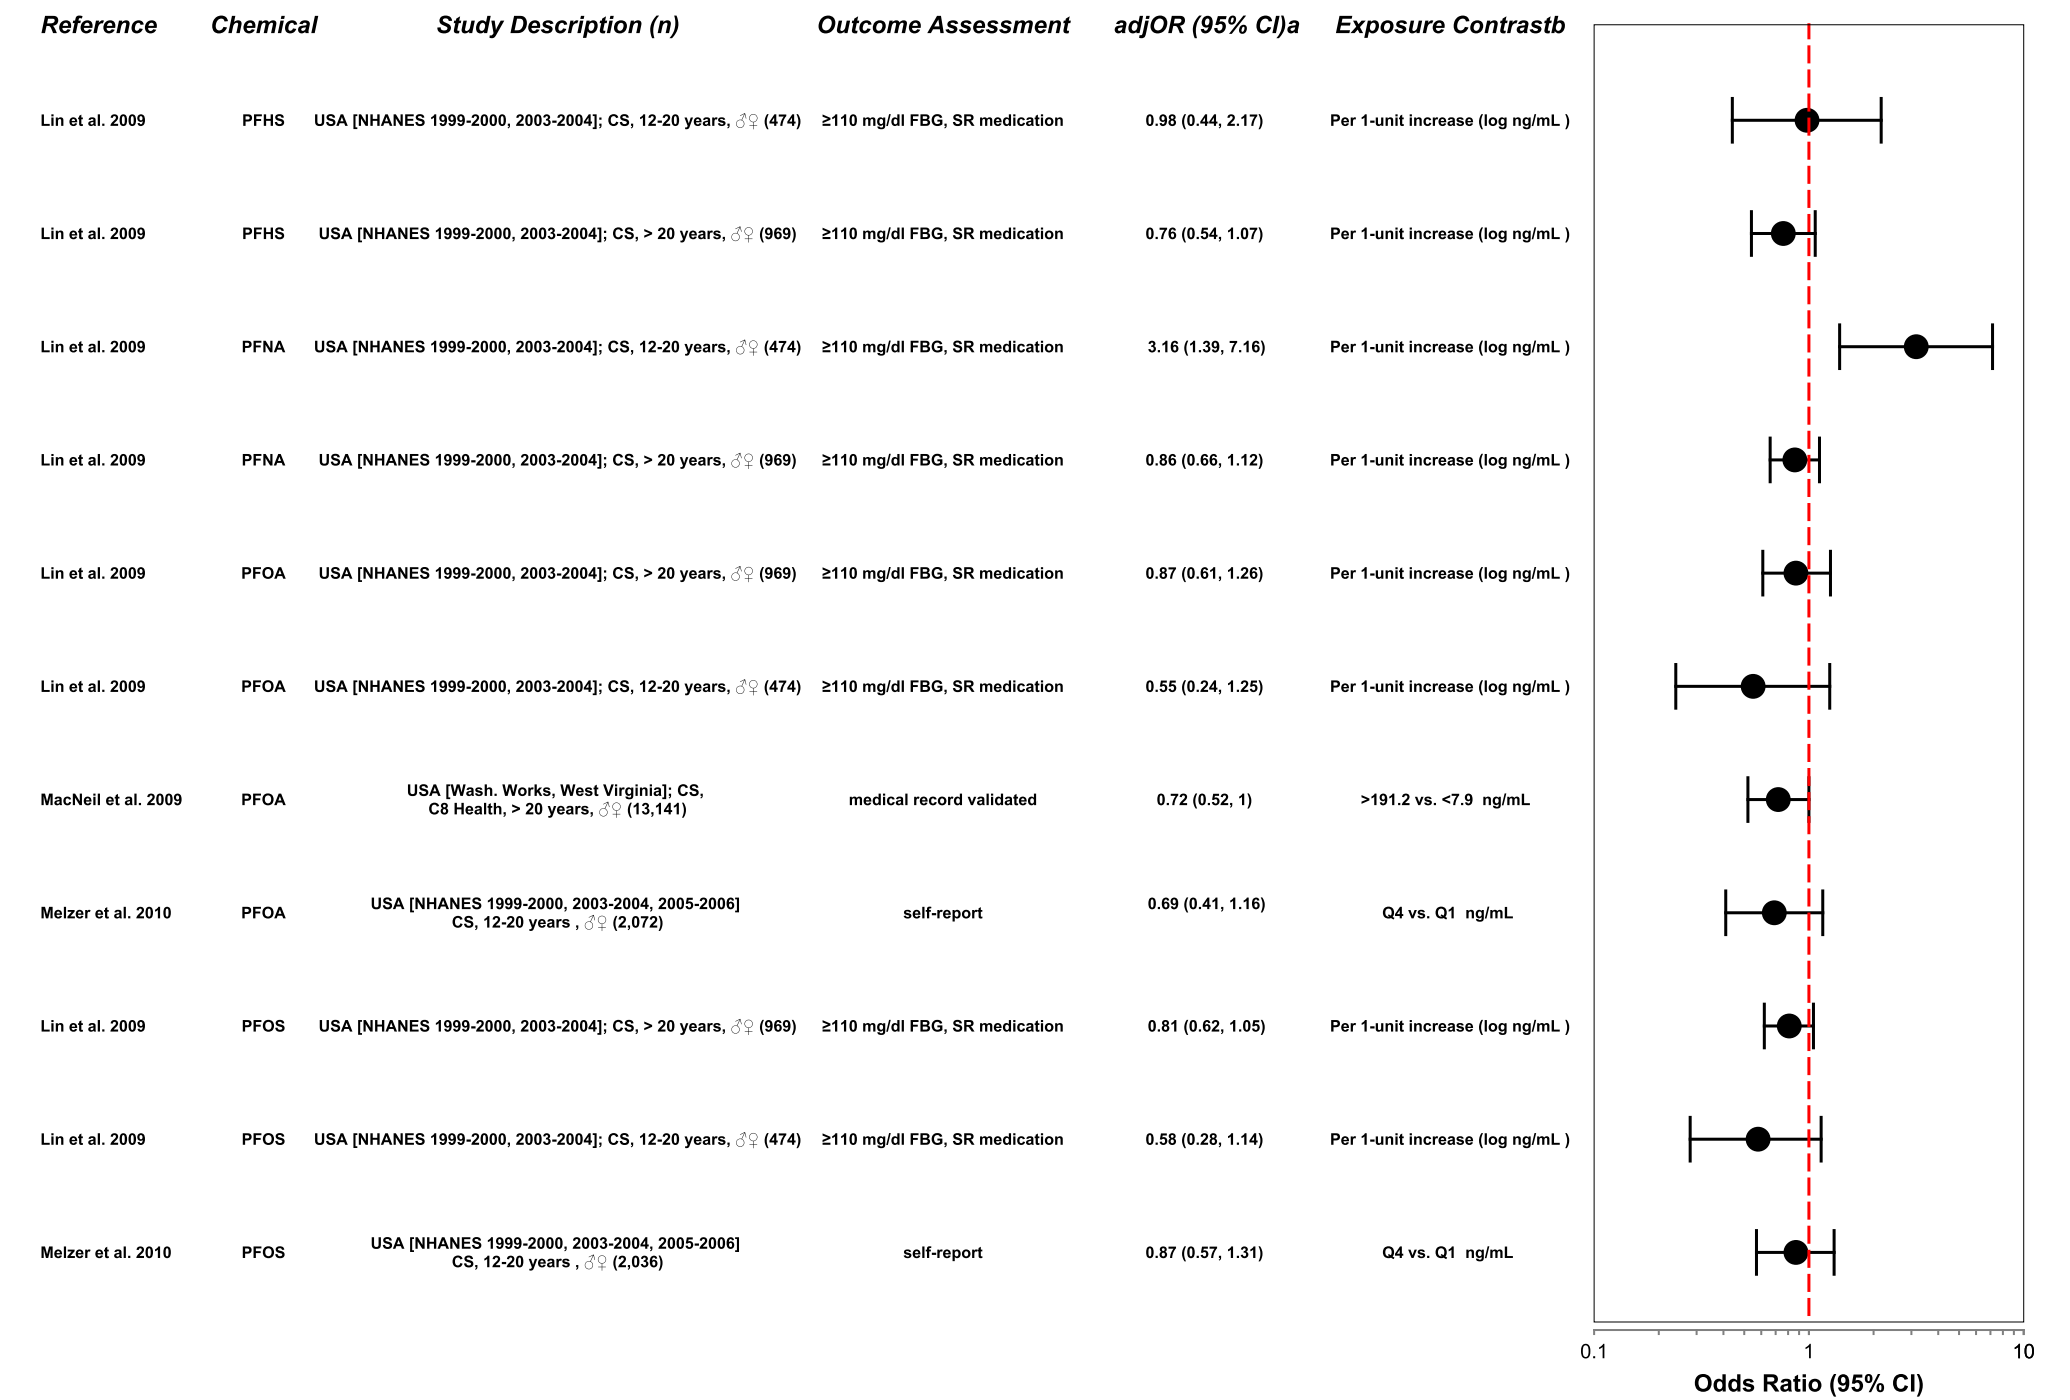 Reference Chemical Study Description (n) Outcome Assessment adjOR (95% CI)a Exposure Contrastb
Lin et al. 2009 PFHS USA [NHANES 1999-2000, 2003-2004]; CS, 12-20 years, ♂♀ (474) ≥110 mg/dl FBG, SR medication 0.98 (0.44, 2.17) Per 1-unit increase (log ng/mL )
Lin et al. 2009 PFHS USA [NHANES 1999-2000, 2003-2004]; CS, > 20 years, ♂♀ (969) ≥110 mg/dl FBG, SR medication 0.76 (0.54, 1.07) Per 1-unit increase (log ng/mL )
Lin et al. 2009 PFNA USA [NHANES 1999-2000, 2003-2004]; CS, 12-20 years, ♂♀ (474) ≥110 mg/dl FBG, SR medication 3.16 (1.39, 7.16) Per 1-unit increase (log ng/mL )
Lin et al. 2009 PFNA USA [NHANES 1999-2000, 2003-2004]; CS, > 20 years, ♂♀ (969) ≥110 mg/dl FBG, SR medication 0.86 (0.66, 1.12) Per 1-unit increase (log ng/mL )
Lin et al. 2009 PFOA USA [NHANES 1999-2000, 2003-2004]; CS, > 20 years, ♂♀ (969) ≥110 mg/dl FBG, SR medication 0.87 (0.61, 1.26) Per 1-unit increase (log ng/mL )
Lin et al. 2009 PFOA USA [NHANES 1999-2000, 2003-2004]; CS, 12-20 years, ♂♀ (474) ≥110 mg/dl FBG, SR medication 0.55 (0.24, 1.25) Per 1-unit increase (log ng/mL )
MacNeil et al. 2009 PFOA USA [Wash. Works, West Virginia]; CS,
C8 Health, > 20 years, ♂♀ (13,141) medical record validated 0.72 (0.52, 1) >191.2 vs. <7.9 ng/mL
Melzer et al. 2010 PFOA USA [NHANES 1999-2000, 2003-2004, 2005-2006]
CS, 12-20 years , ♂♀ (2,072) self-report 0.69 (0.41, 1.16) Q4 vs. Q1 ng/mL
Lin et al. 2009 PFOS USA [NHANES 1999-2000, 2003-2004]; CS, > 20 years, ♂♀ (969) ≥110 mg/dl FBG, SR medication 0.81 (0.62, 1.05) Per 1-unit increase (log ng/mL )
Lin et al. 2009 PFOS USA [NHANES 1999-2000, 2003-2004]; CS, 12-20 years, ♂♀ (474) ≥110 mg/dl FBG, SR medication 0.58 (0.28, 1.14) Per 1-unit increase (log ng/mL )
Melzer et al. 2010 PFOS USA [NHANES 1999-2000, 2003-2004, 2005-2006]
CS, 12-20 years , ♂♀ (2,036) self-report 0.87 (0.57, 1.31) Q4 vs. Q1 ng/mL
0.1 1 10
Odds Ratio (95% CI)